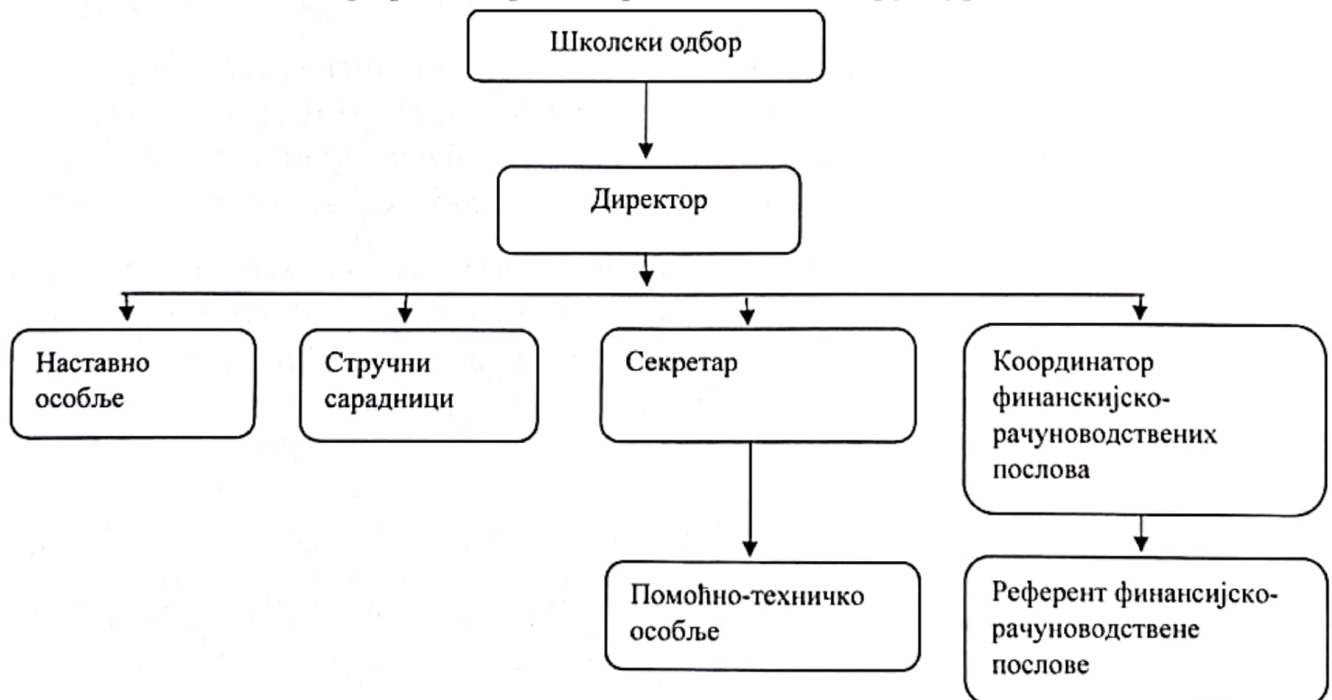 Школски одбор
Директор
Наставно
особље
Стручни
сарадници
Секретар
Координатор
финанскијско-
рачуноводствених
послова
Помоћно-техничко
особље
Референт финансијско-
рачуноводствене
послове